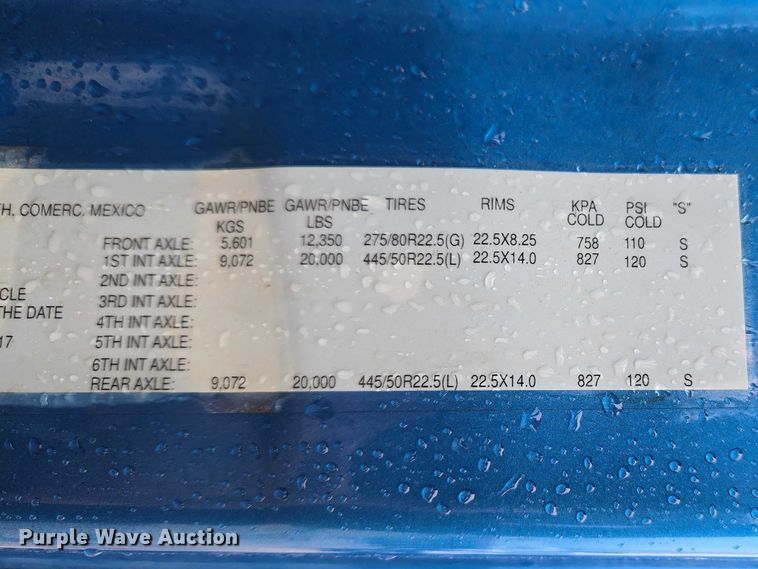 EH. COMERC. MEXICO GAWR/PNBE GAWR/PNBE TIRES RIMS KPA PSI "S"
KGS LBS COLD COLD
FRONT AXLE: 5,601 12,350 275/80R22.5(G) 22.5X8.25 758 110 S
1ST INT AXLE: 9,072 20,000 445/50R22.5(L) 22.5X14.0 827 120 S
2ND INT AXLE:
CLE 3RD INT AXLE:
THE DATE
4TH INT AXLE:
17 5TH INT AXLE:
6TH INT AXLE:
REAR AXLE: 9,072 20,000 445/50R22.5(L) 22.5X14.0 827 120 S
Purple Wave Auction